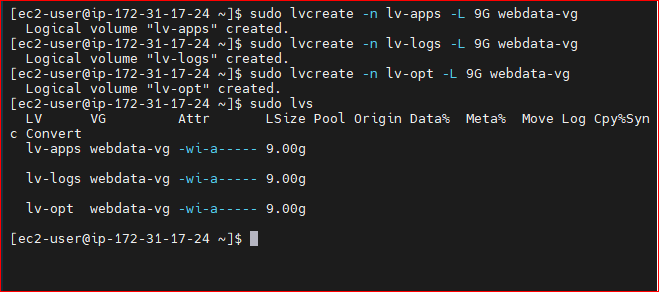 [ec2-user@ip-172-31-17-24 ~]$ sudo lvcreate -n lv-apps -L 9G webdata-vg
  Logical volume "lv-apps" created.
[ec2-user@ip-172-31-17-24 ~]$ sudo lvcreate -n lv-logs -L 9G webdata-vg
  Logical volume "lv-logs" created.
[ec2-user@ip-172-31-17-24 ~]$ sudo lvcreate -n lv-opt -L 9G webdata-vg
  Logical volume "lv-opt" created.
[ec2-user@ip-172-31-17-24 ~]$ sudo lvs
  LV      VG         Attr       LSize Pool Origin Data%  Meta%  Move Log Cpy%Syn
c Convert
  lv-apps webdata-vg -wi-a----- 9.00g
  lv-logs webdata-vg -wi-a----- 9.00g
  lv-opt  webdata-vg -wi-a----- 9.00g
[ec2-user@ip-172-31-17-24 ~]$